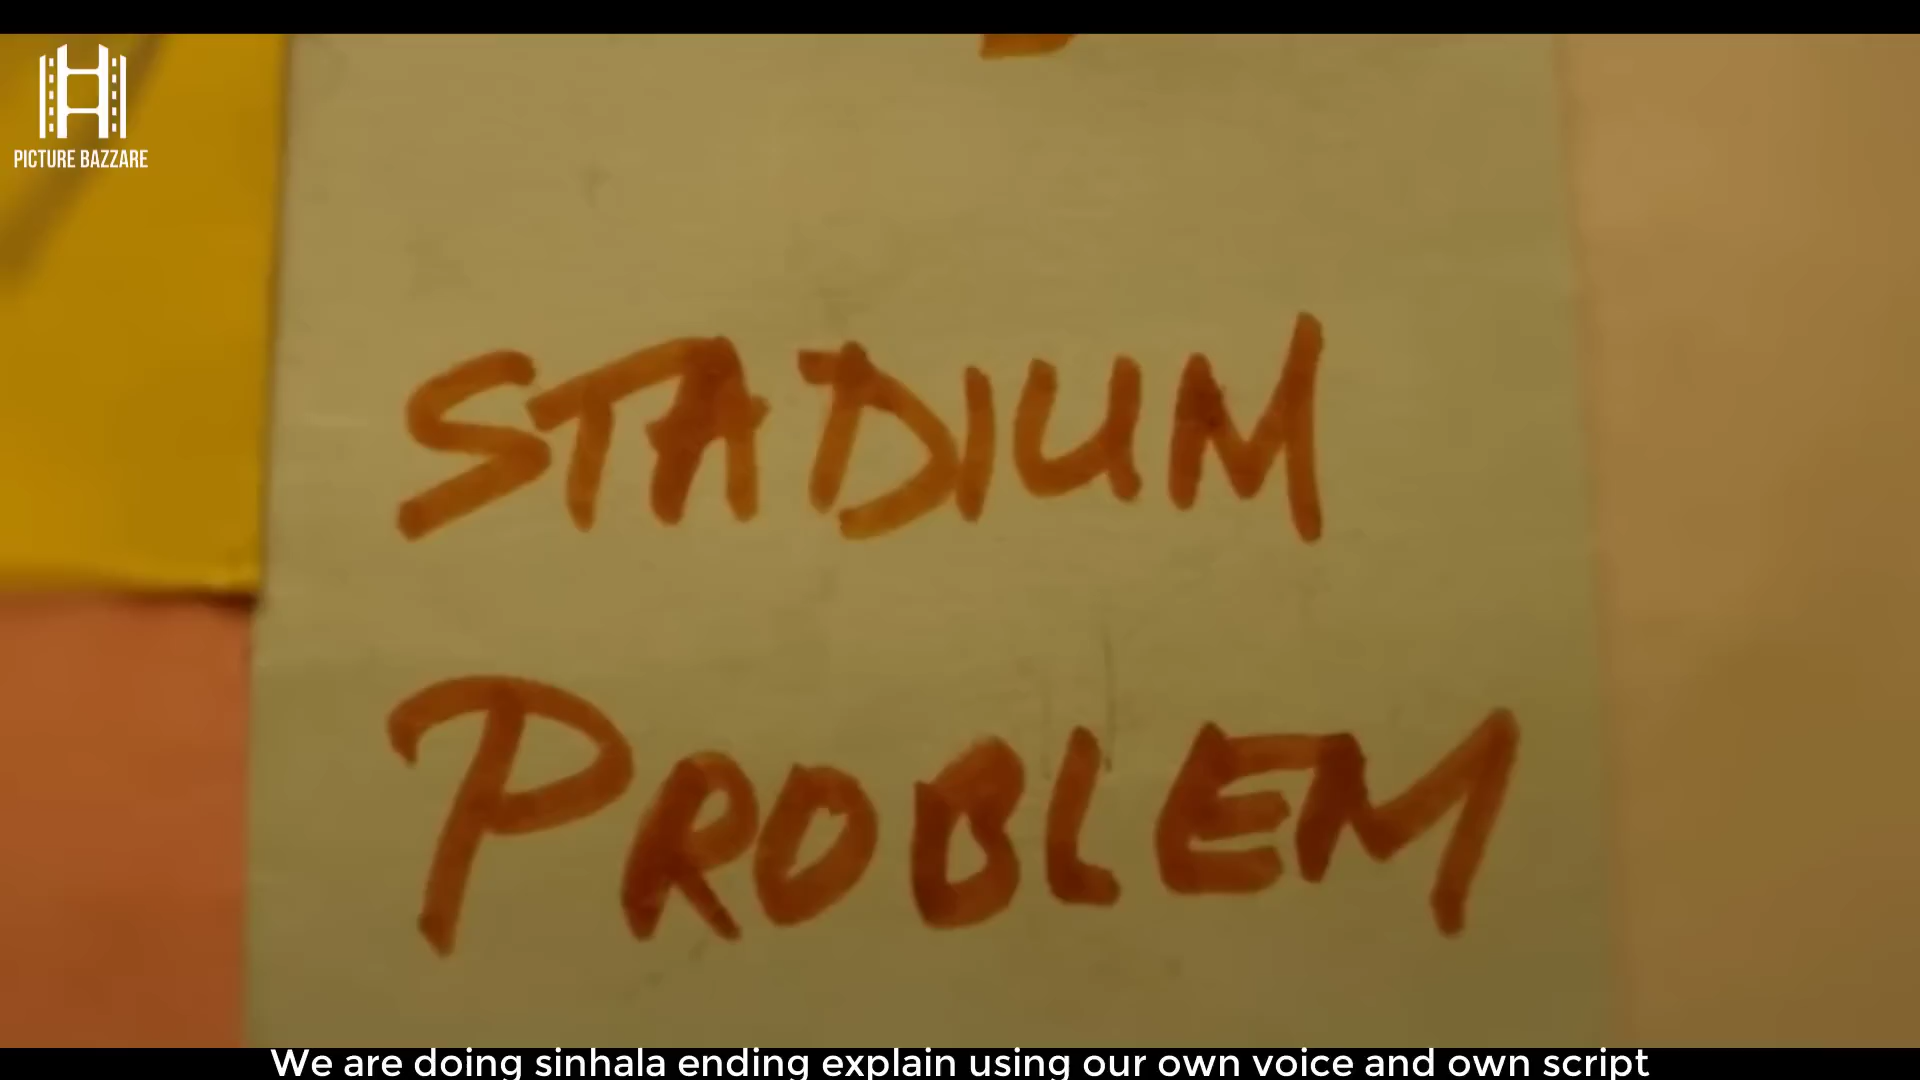 PICTURE BAZZARE
STADIUM
PROBLEM
We are doing sinhala ending explain using our own voice and own script